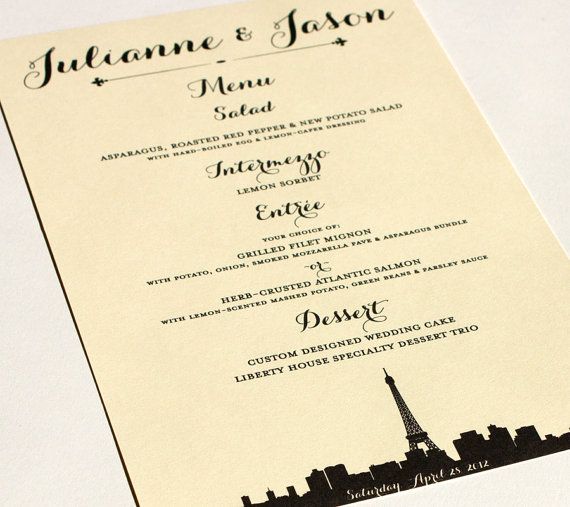 Julianne & Jason
Menu
Salad
ASPARAGUS, ROASTED RED PEPPER & NEW POTATO SALAD
WITH HARD-BOILED EGG & LEMON-CAPER DRESSING
Intermezzo
LEMON SORBET
Entrée
YOUR CHOICE OF:
GRILLED FILET MIGNON
WITH POTATO, ONION, SMOKED MOZZARELLA PAVE & ASPARAGUS BUNDLE
or
HERB-CRUSTED ATLANTIC SALMON
WITH LEMON-SCENTED MASHED POTATO, GREEN BEANS & PARSLEY SAUCE
Dessert
CUSTOM DESIGNED WEDDING CAKE
LIBERTY HOUSE SPECIALTY DESSERT TRIO
Saturday, April 28, 2012